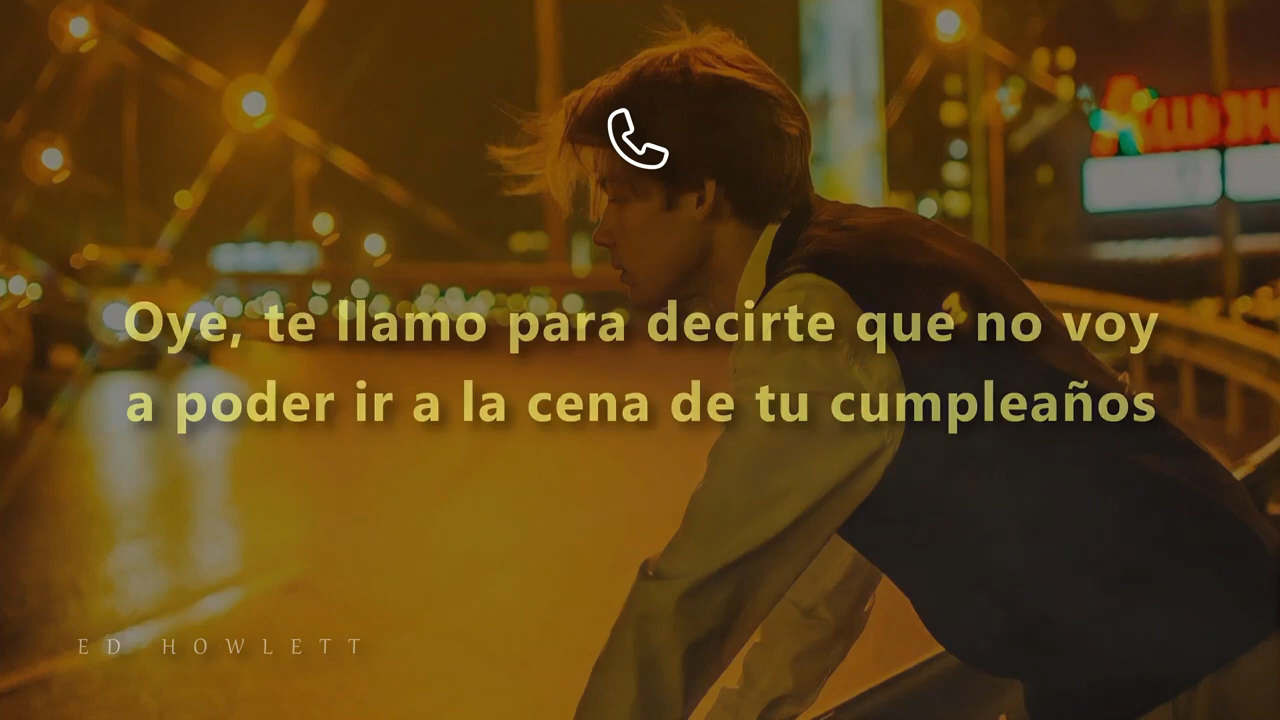 Oye, te llamo para decirte que no voy
a poder ir a la cena de tu cumpleaños
ED HOWLETT